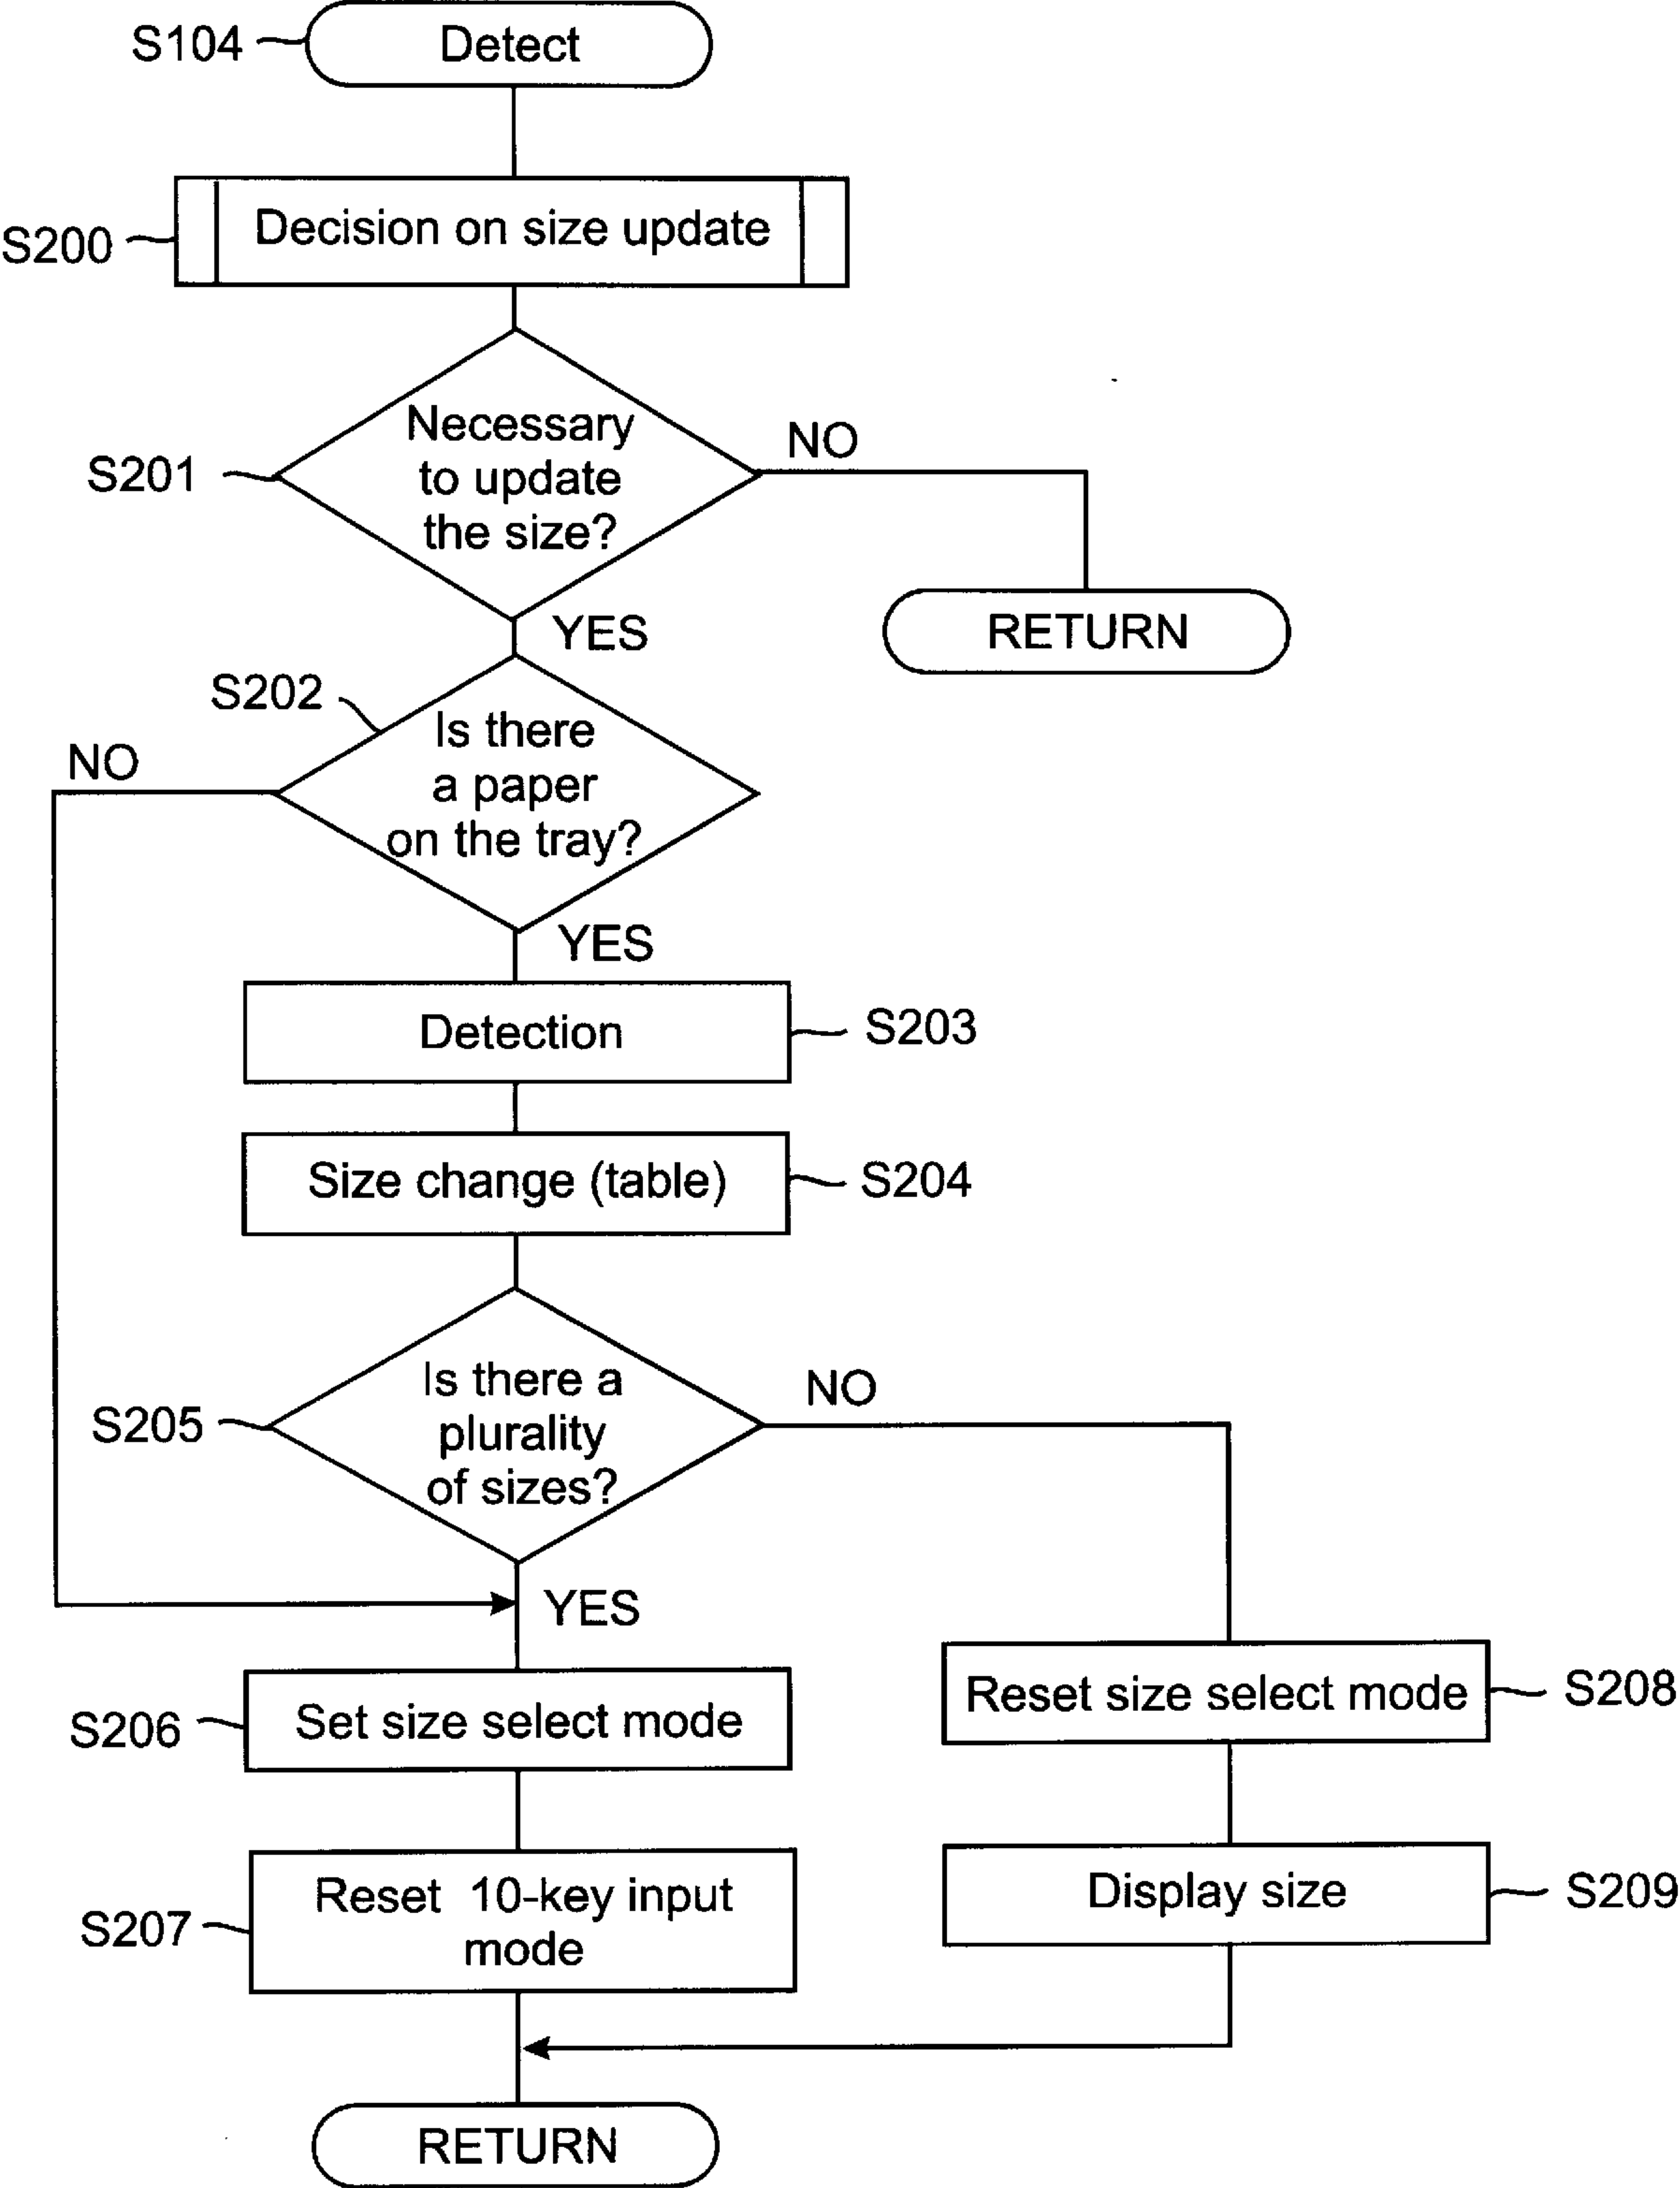 S104
Detect
S200
Decision on size update
S201
Necessary
to update
the size?
NO
RETURN
YES
S202
Is there
a paper
on the tray?
NO
YES
Detection
S203
Size change (table)
S204
S205
Is there a
plurality
of sizes?
NO
YES
S206
Set size select mode
Reset size select mode
S208
S207
Reset 10-key input
mode
Display size
S209
RETURN